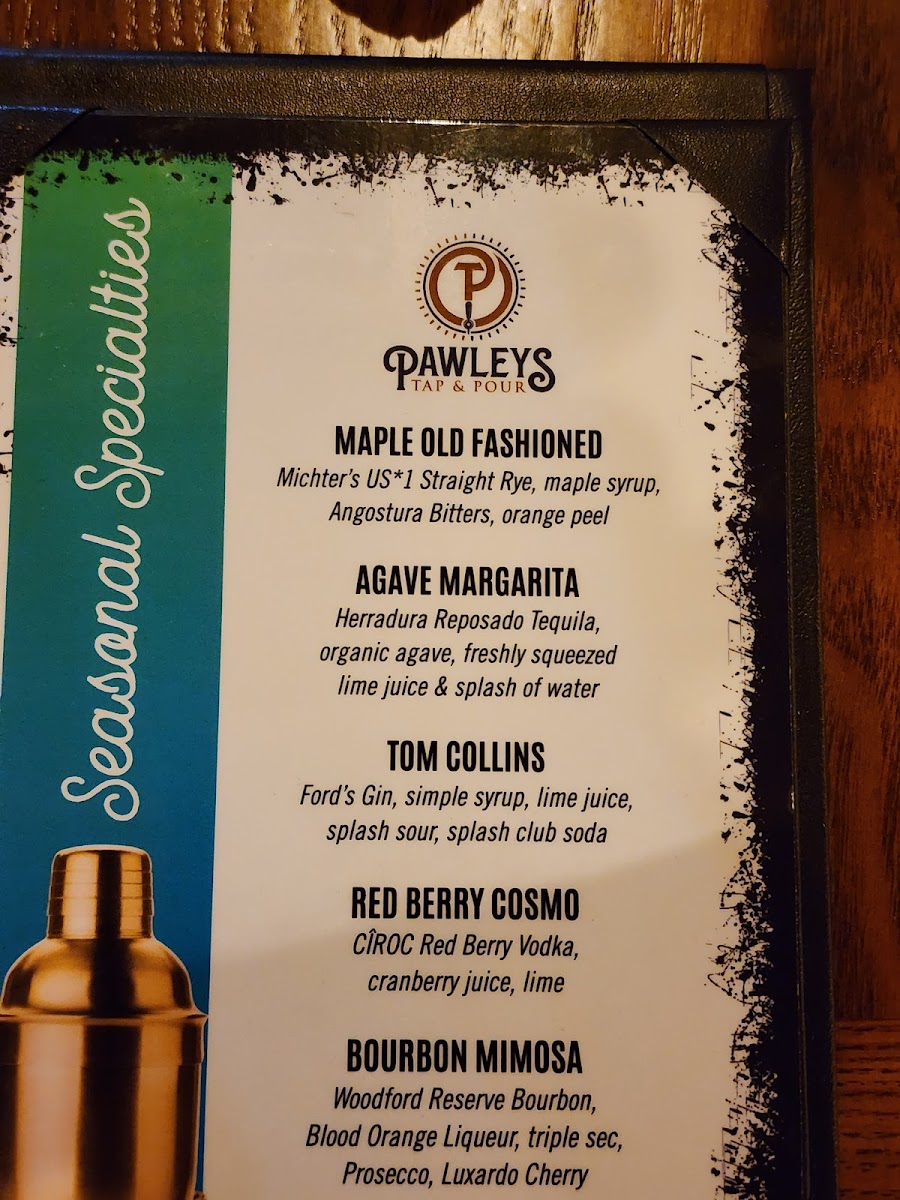 Seasonal Specialties
TP
PAWLEYS
TAP & POUR
MAPLE OLD FASHIONED
Michter's US*1 Straight Rye, maple syrup,
Angostura Bitters, orange peel
AGAVE MARGARITA
Herradura Reposado Tequila,
organic agave, freshly squeezed
lime juice & splash of water
TOM COLLINS
Ford's Gin, simple syrup, lime juice,
splash sour, splash club soda
RED BERRY COSMO
CÎROC Red Berry Vodka,
cranberry juice, lime
BOURBON MIMOSA
Woodford Reserve Bourbon,
Blood Orange Liqueur, triple sec,
Prosecco, Luxardo Cherry